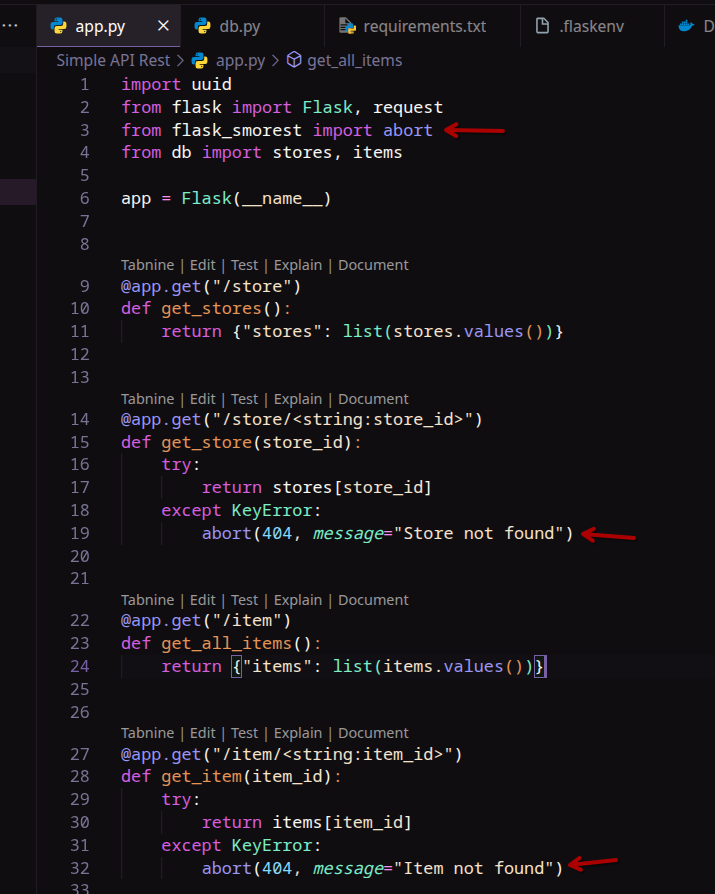 ... app.py × db.py requirements.txt .flaskenv D
Simple API Rest > app.py > get_all_items
1 import uuid
2 from flask import Flask, request
3 from flask_smorest import abort
4 from db import stores, items
5
6 app = Flask(__name__)
7
8
Tabnine | Edit | Test | Explain | Document
9 @app.get("/store")
10 def get_stores():
11     return {"stores": list(stores.values())}
12
13
Tabnine | Edit | Test | Explain | Document
14 @app.get("/store/<string:store_id>")
15 def get_store(store_id):
16     try:
17         return stores[store_id]
18     except KeyError:
19         abort(404, message="Store not found")
20
21
Tabnine | Edit | Test | Explain | Document
22 @app.get("/item")
23 def get_all_items():
24     return {"items": list(items.values())}
25
26
Tabnine | Edit | Test | Explain | Document
27 @app.get("/item/<string:item_id>")
28 def get_item(item_id):
29     try:
30         return items[item_id]
31     except KeyError:
32         abort(404, message="Item not found")
33